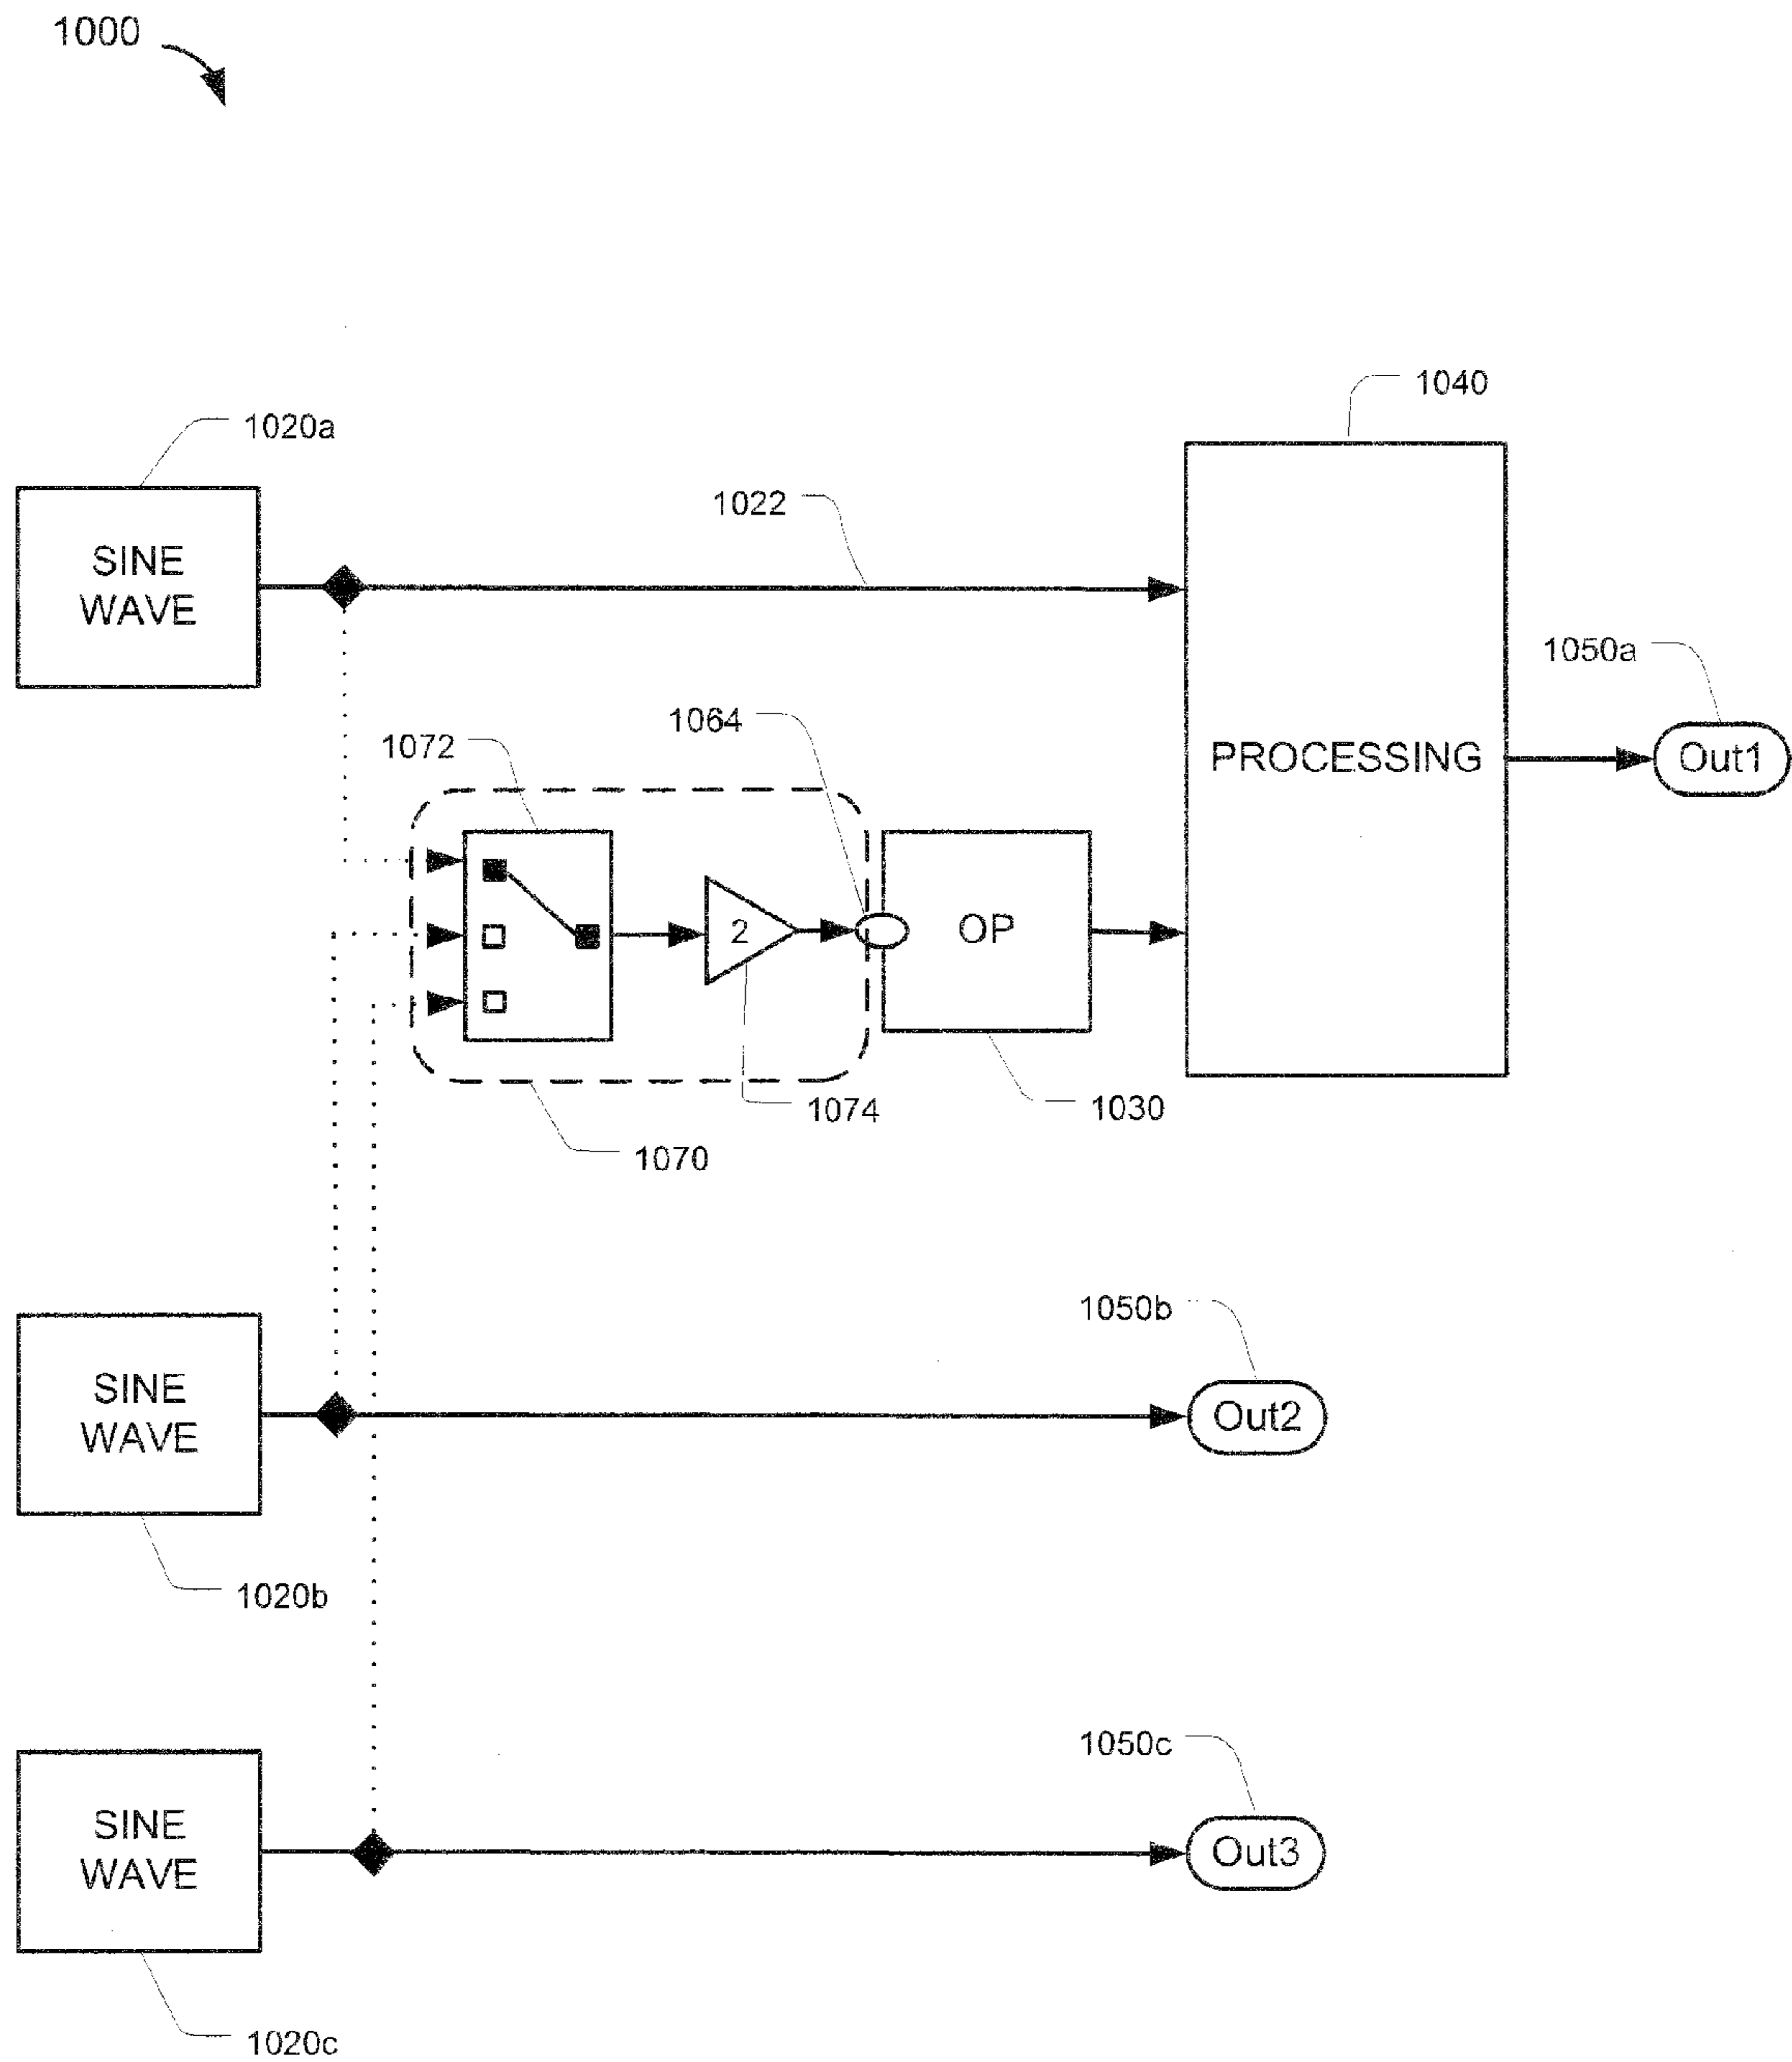 1000
1040
1020a
1022
SINE
WAVE
1050a
1064
1072
PROCESSING
Out1
2
OP
1074
1030
1070
1050b
SINE
WAVE
Out2
1020b
1050c
SINE
WAVE
Out3
1020c